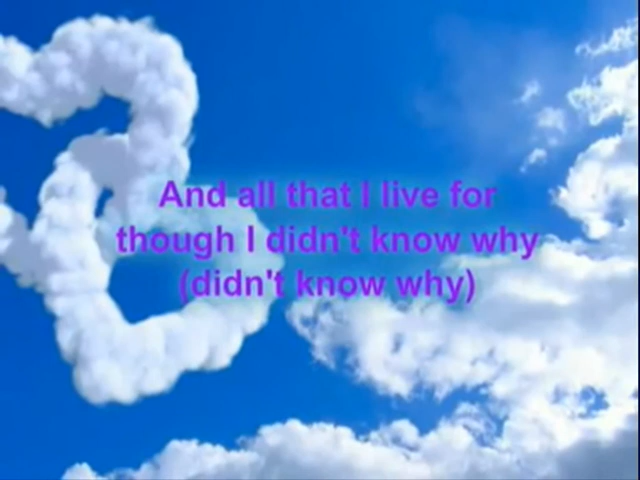 And all that I live for
though I didn't know why
(didn't know why)